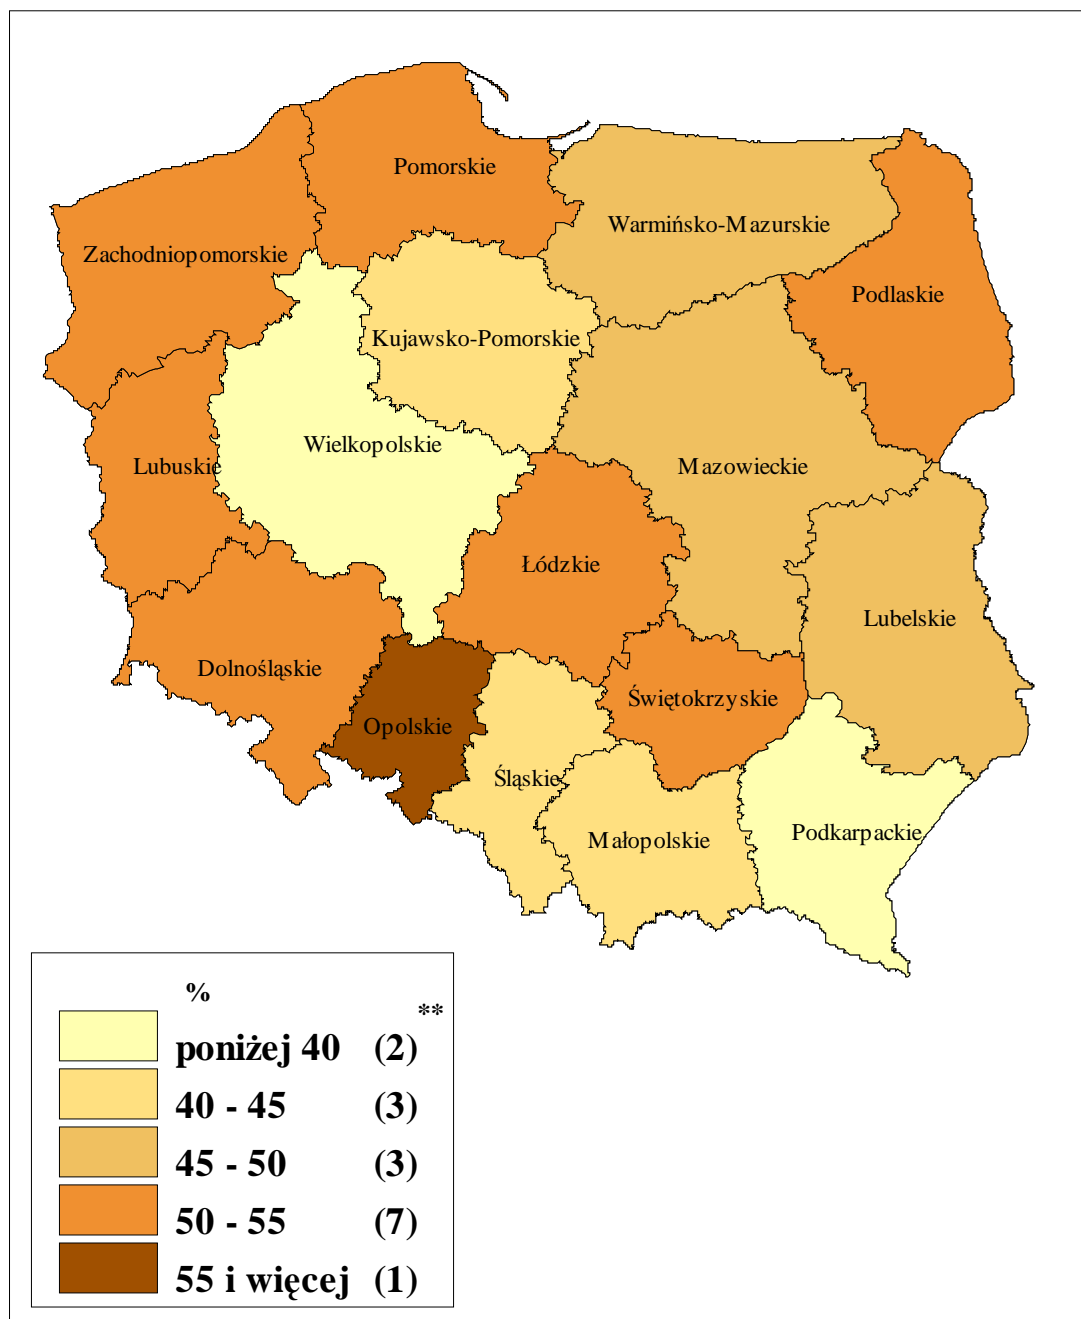 Pomorskie
Warmińsko-Mazurskie
Zachodniopomorskie
Podlaskie
Kujawsko-Pomorskie
Wielkopolskie
Lubuskie
Mazowieckie
Łódzkie
Lubelskie
Dolnośląskie
Świętokrzyskie
Opolskie
Śląskie
Podkarpackie
Małopolskie
%
**
poniżej 40 (2)
40 - 45 (3)
45 - 50 (3)
50 - 55 (7)
55 i więcej (1)